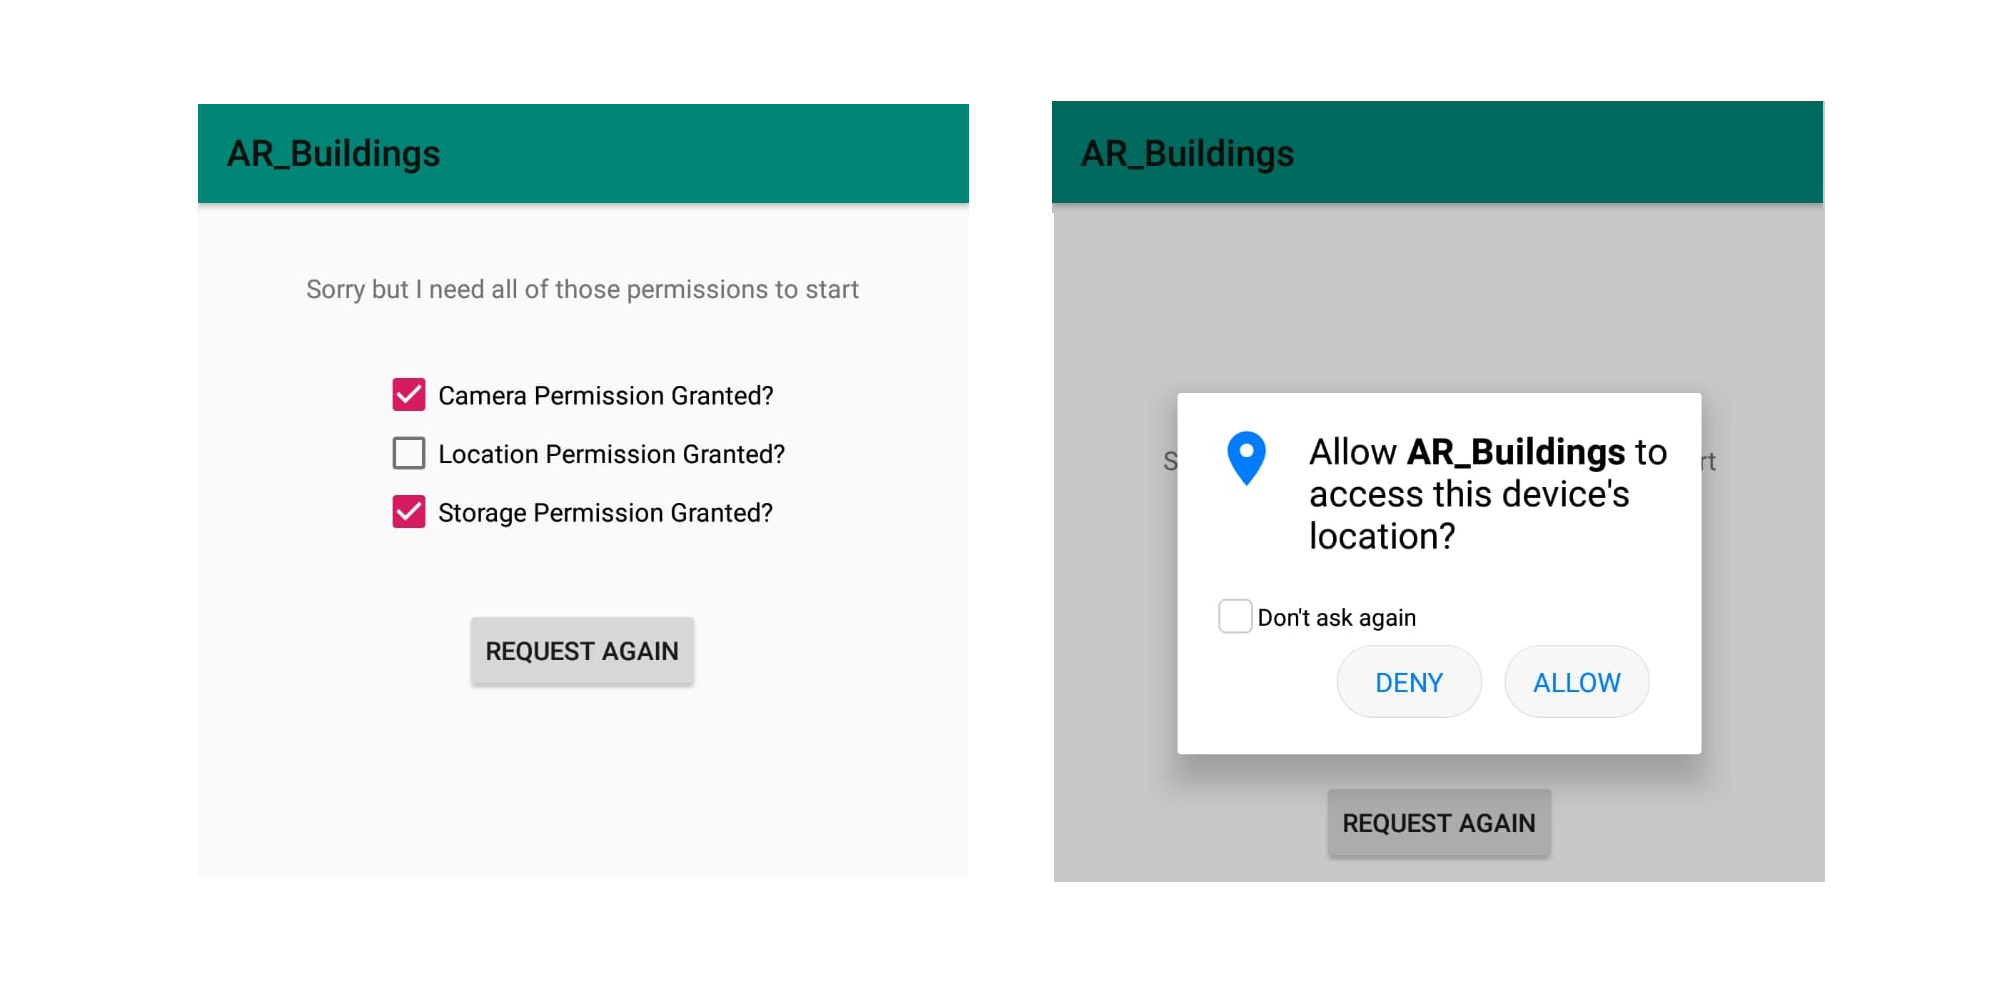 AR_Buildings
Sorry but I need all of those permissions to start
Camera Permission Granted?
Location Permission Granted?
Storage Permission Granted?
REQUEST AGAIN
AR_Buildings
S
rt
Allow AR_Buildings to
access this device's
location?
Don't ask again
DENY
ALLOW
REQUEST AGAIN